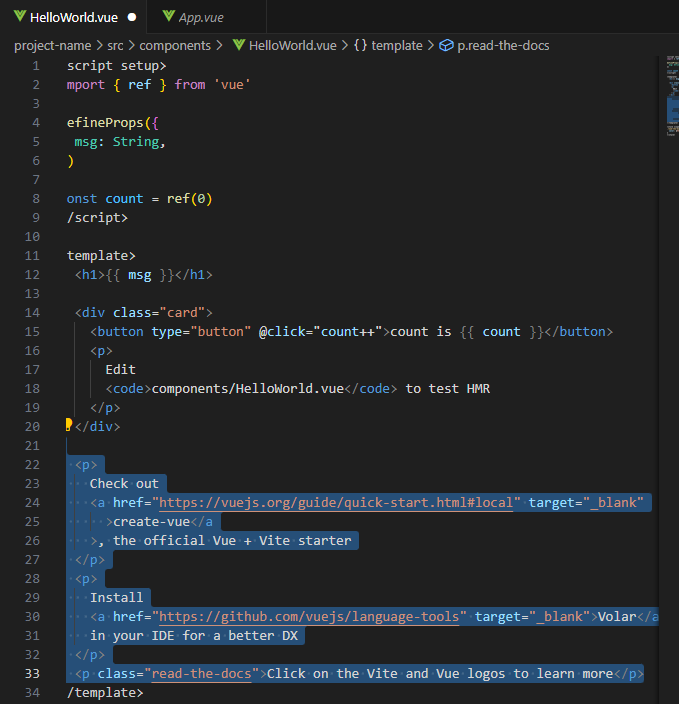 HelloWorld.vue
App.vue
project-name > src > components > HelloWorld.vue > {} template > p.read-the-docs
1 script setup>
2 mport { ref } from 'vue'
3
4 efineProps({
5 msg: String,
6 )
7
8 onst count = ref(0)
9 /script>
10
11 template>
12 <h1>{{ msg }}</h1>
13
14 <div class="card">
15 <button type="button" @click="count++">count is {{ count }}</button>
16 <p>
17 Edit
18 <code>components/HelloWorld.vue</code> to test HMR
19 </p>
20 </div>
21
22 <p>
23 Check out
24 <a href="https://vuejs.org/guide/quick-start.html#local" target="_blank"
25 >create-vue</a
26 >, the official Vue + Vite starter
27 </p>
28 <p>
29 Install
30 <a href="https://github.com/vuejs/language-tools" target="_blank">Volar</a
31 in your IDE for a better DX
32 </p>
33 <p class="read-the-docs">Click on the Vite and Vue logos to learn more</p>
34 /template>